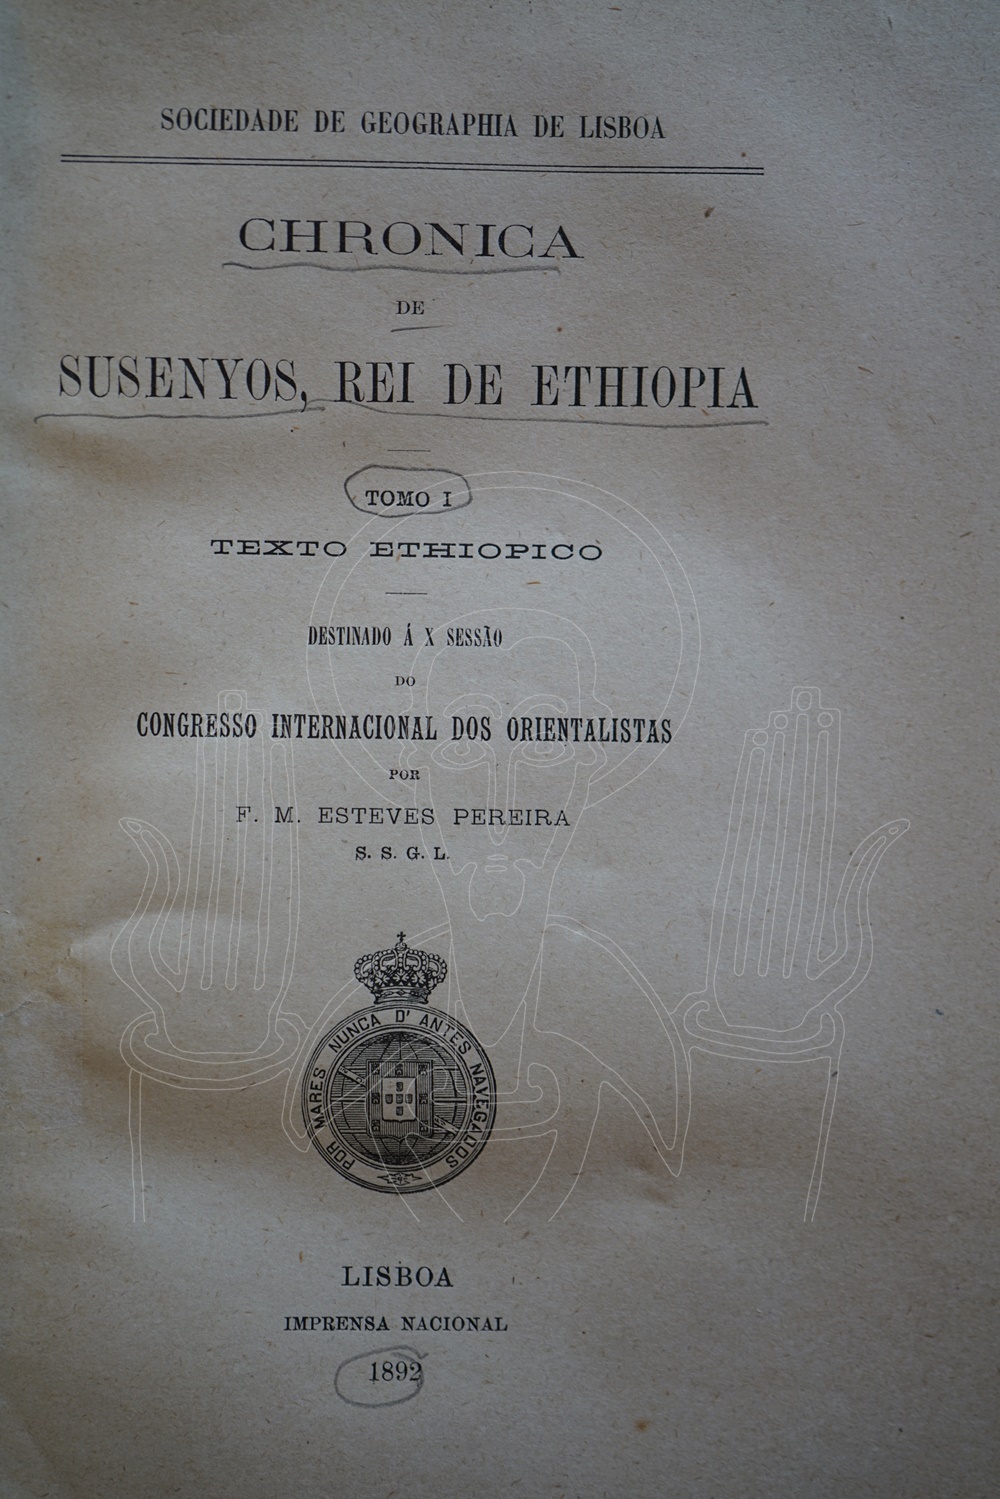 SOCIEDADE DE GEOGRAPHIA DE LISBOA
CHRONICA
DE
SUSENYOS, REI DE ETHIOPIA
TOMO I
TEXTO ETHIOPICO
DESTINADO Á X SESSÃO
DO
CONGRESSO INTERNACIONAL DOS ORIENTALISTAS
POR
F. M. ESTEVES PEREIRA
S. S. G. L.
POR MARES NUNCA D' ANTES NAVEGADOS
LISBOA
IMPRENSA NACIONAL
1892